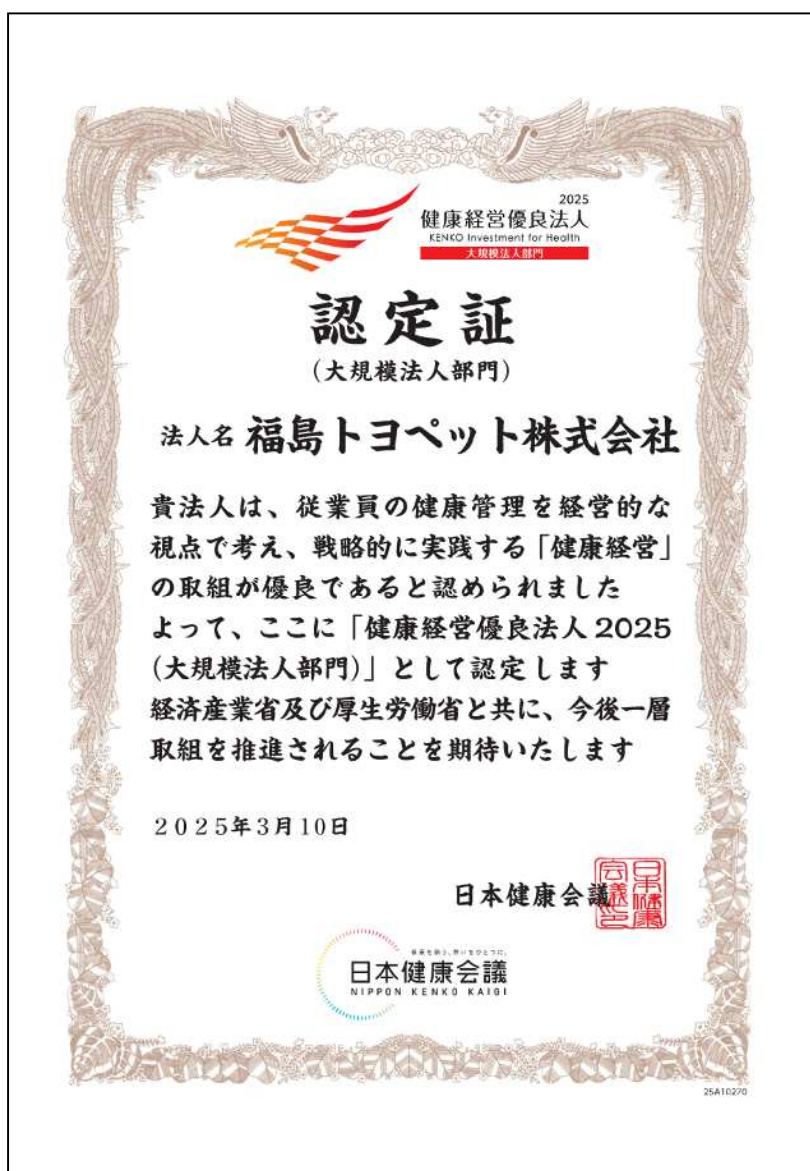 2025
健康経営優良法人
KENKO Investment for Health
大規模法人部門
認定証
(大規模法人部門)
法人名 福島トヨペット株式会社
貴法人は、従業員の健康管理を経営的な
視点で考え、戦略的に実践する「健康経営」
の取組が優良であると認められました
よって、ここに「健康経営優良法人2025
(大規模法人部門)」として認定します
経済産業省及び厚生労働省と共に、今後一層
取組を推進されることを期待いたします
2025年3月10日
日本健康会議
日本健康会議之印
日本健康会議
NIPPON KENKO KAIGI
25A10270